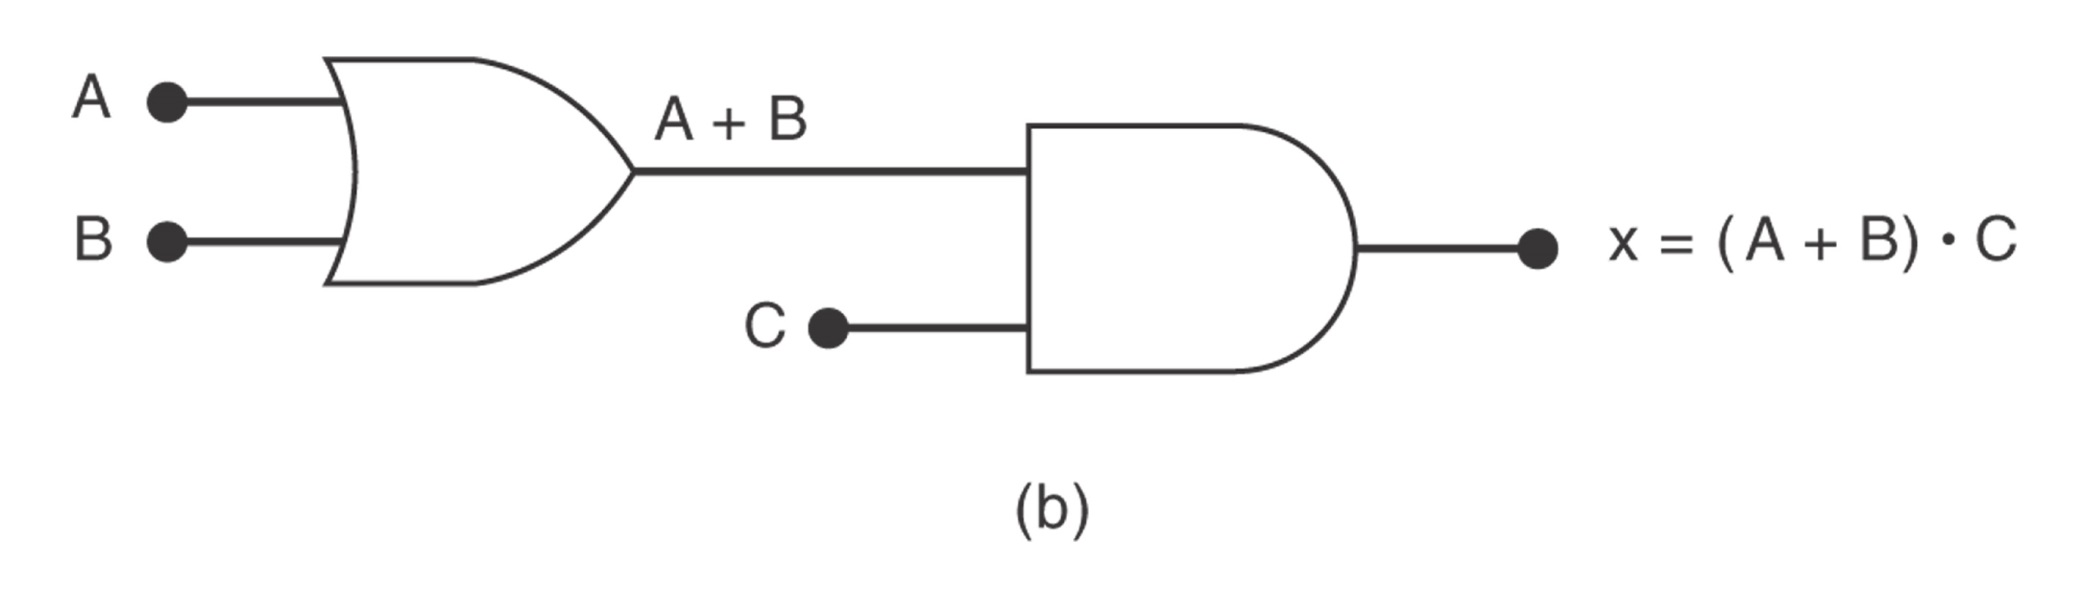 A
A + B
B
x = (A + B) • C
C
(b)